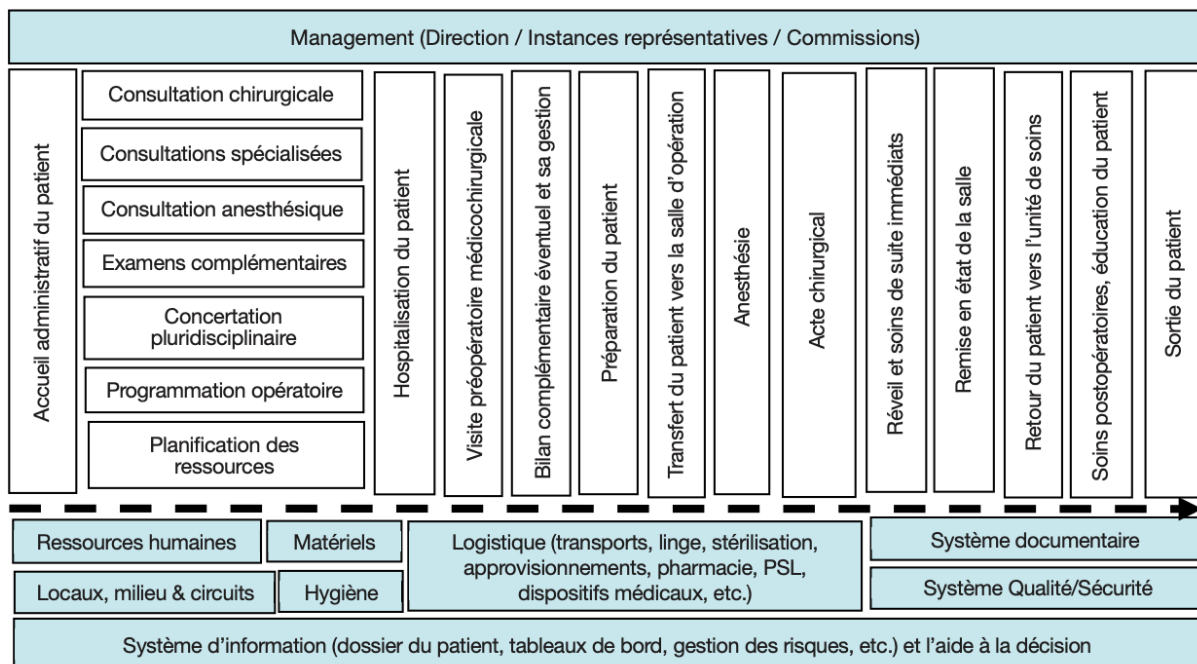 Management (Direction / Instances représentatives / Commissions)
Accueil administratif du patient
Consultation chirurgicale
Consultations spécialisées
Consultation anesthésique
Examens complémentaires
Concertation
pluridisciplinaire
Programmation opératoire
Planification des
ressources
Hospitalisation du patient
Visite préopératoire médicochirurgicale
Bilan complémentaire éventuel et sa gestion
Préparation du patient
Transfert du patient vers la salle d'opération
Anesthésie
Acte chirurgical
Réveil et soins de suite immédiats
Remise en état de la salle
Retour du patient vers l'unité de soins
Soins postopératoires, éducation du patient
Sortie du patient
Ressources humaines
Matériels
Logistique (transports, linge, stérilisation,
approvisionnements, pharmacie, PSL,
dispositifs médicaux, etc.)
Système documentaire
Locaux, milieu & circuits
Hygiène
Système Qualité/Sécurité
Système d'information (dossier du patient, tableaux de bord, gestion des risques, etc.) et l'aide à la décision